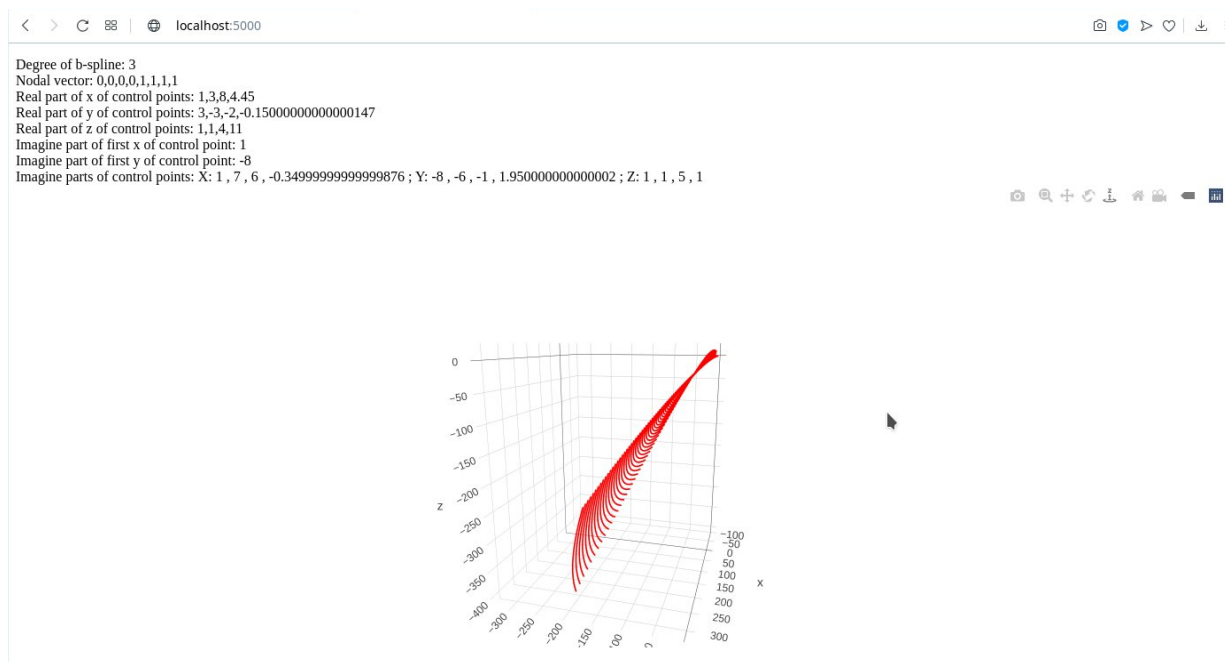 localhost:5000
Degree of b-spline: 3
Nodal vector: 0,0,0,0,1,1,1,1
Real part of x of control points: 1,3,8,4.45
Real part of y of control points: 3,-3,-2,-0.15000000000000147
Real part of z of control points: 1,1,4,11
Imagine part of first x of control point: 1
Imagine part of first y of control point: -8
Imagine parts of control points: X: 1 , 7 , 6 , -0.34999999999999876 ; Y: -8 , -6 , -1 , 1.950000000000002 ; Z: 1 , 1 , 5 , 1
0
−50
−100
−150
−200
−250
−300
−350
−400
z
−300
−250
−200
−100
−50
0
50
100
150
200
250
300
x